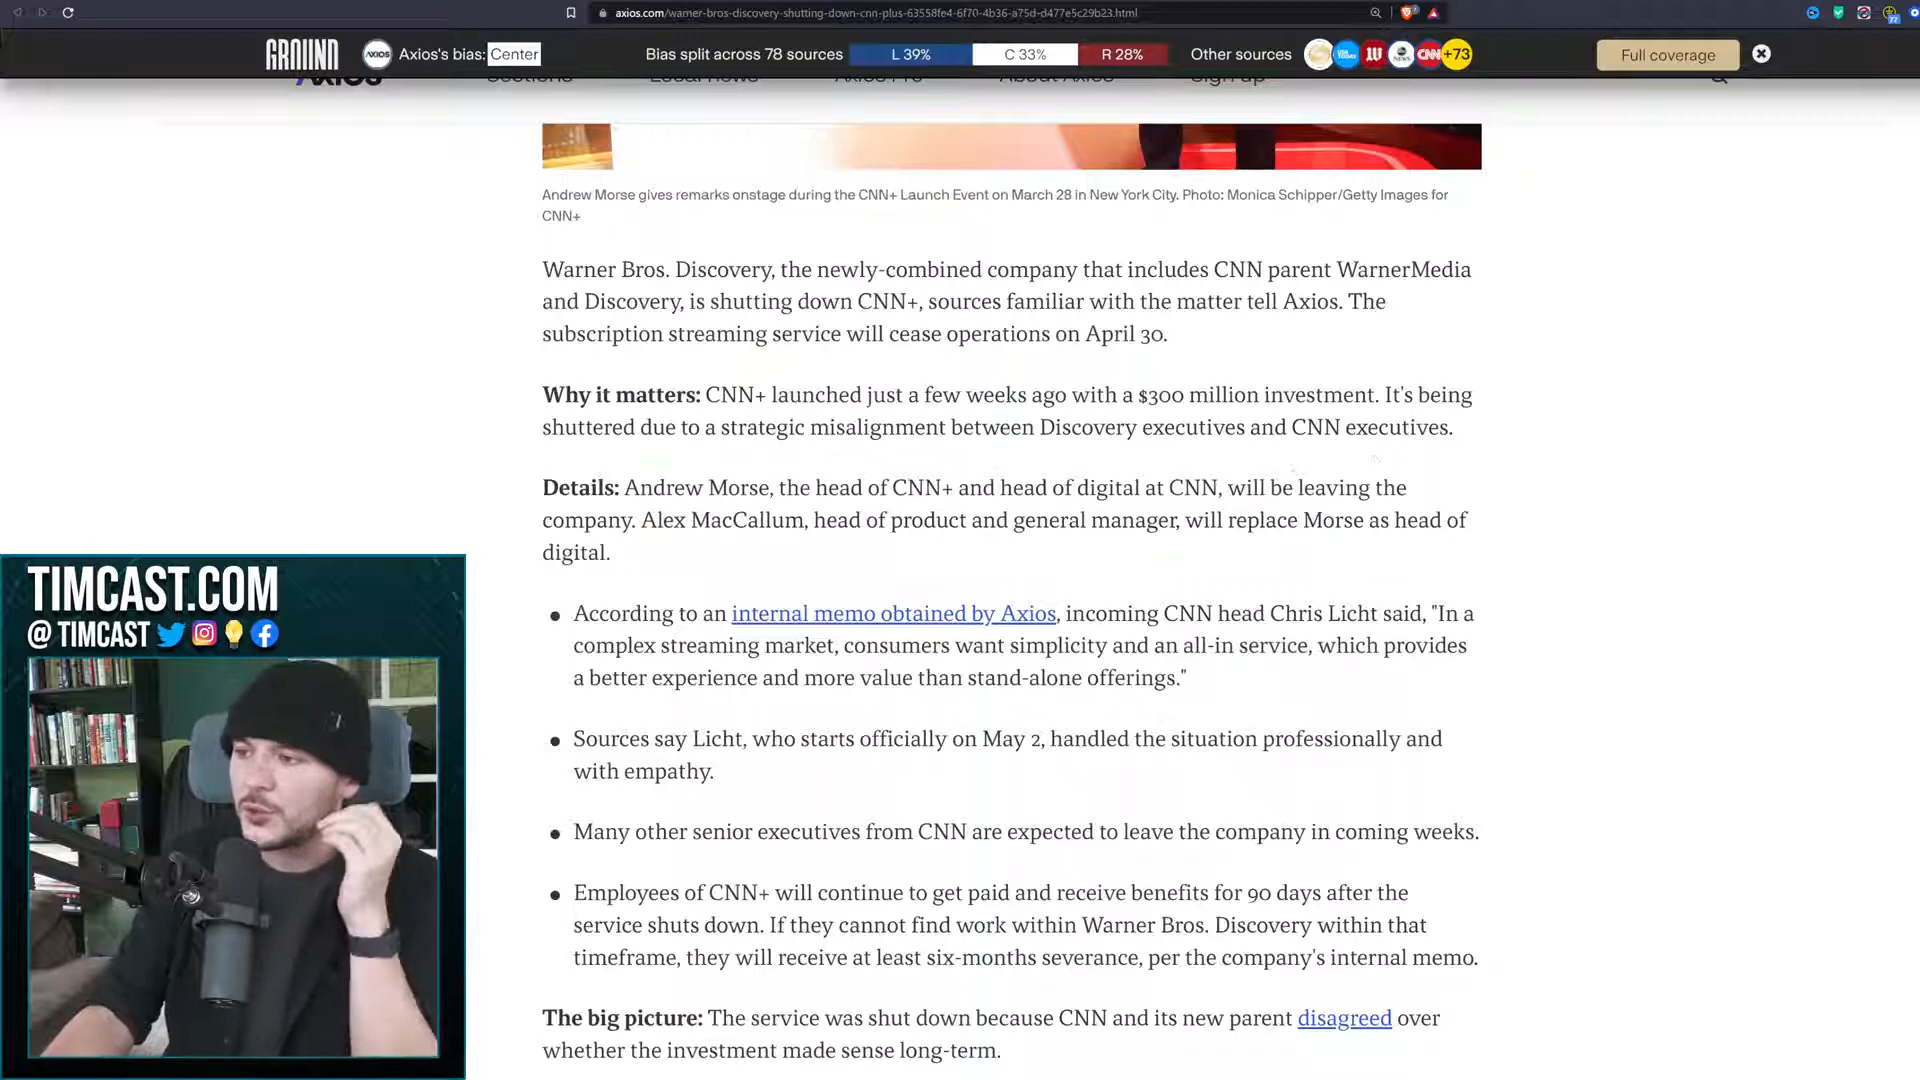 axios.com/warner-bros-discovery-shutting-down-cnn-plus-63558fe4-6f70-4b36-a75d-d477e5c29b23.html
GROUND
AXIOS
Axios's bias: Center
Bias split across 78 sources
L 39%
C 33%
R 28%
Other sources
USA TODAY
NEWS
CNN
+73
Full coverage
77
AXIOS
Sections
Local news
Axios Pro
About Axios
Sign up
Andrew Morse gives remarks onstage during the CNN+ Launch Event on March 28 in New York City. Photo: Monica Schipper/Getty Images for
CNN+
Warner Bros. Discovery, the newly-combined company that includes CNN parent WarnerMedia
and Discovery, is shutting down CNN+, sources familiar with the matter tell Axios. The
subscription streaming service will cease operations on April 30.
Why it matters: CNN+ launched just a few weeks ago with a $300 million investment. It's being
shuttered due to a strategic misalignment between Discovery executives and CNN executives.
Details: Andrew Morse, the head of CNN+ and head of digital at CNN, will be leaving the
company. Alex MacCallum, head of product and general manager, will replace Morse as head of
digital.
• According to an internal memo obtained by Axios, incoming CNN head Chris Licht said, "In a
complex streaming market, consumers want simplicity and an all-in service, which provides
a better experience and more value than stand-alone offerings."
• Sources say Licht, who starts officially on May 2, handled the situation professionally and
with empathy.
• Many other senior executives from CNN are expected to leave the company in coming weeks.
• Employees of CNN+ will continue to get paid and receive benefits for 90 days after the
service shuts down. If they cannot find work within Warner Bros. Discovery within that
timeframe, they will receive at least six-months severance, per the company's internal memo.
The big picture: The service was shut down because CNN and its new parent disagreed over
whether the investment made sense long-term.
TIMCAST.COM
@ TIMCAST